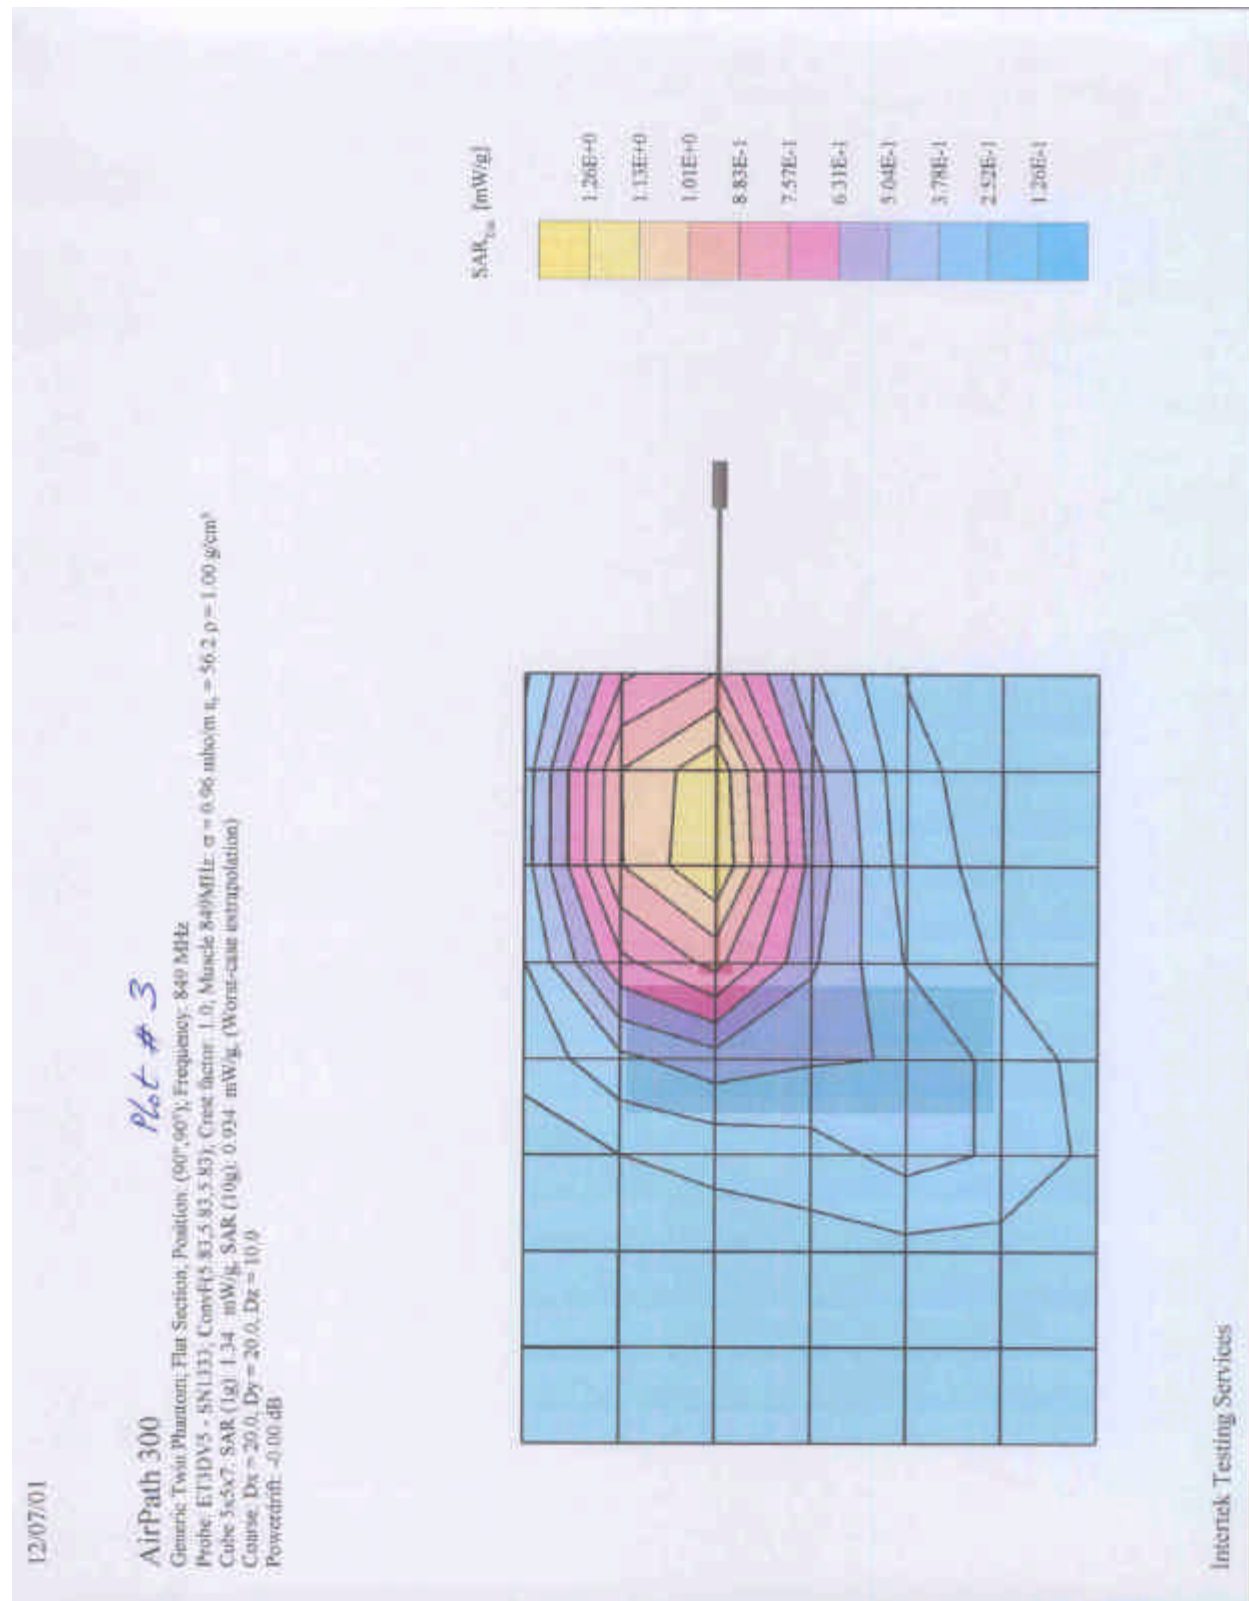 12/07/01
Plot # 3
AirPath 300
Generic Twin Phantom; Flat Section; Position: (90°,90°); Frequency: 849 MHz
Probe: ET3DV5 - SN1333; ConvF(5.83,5.83,5.83); Crest factor: 1.0; Muscle 849MHz: σ = 0.96 mho/m εr = 56.2 ρ = 1.00 g/cm³
Cube 5x5x7: SAR (1g): 1.34 mW/g, SAR (10g): 0.934 mW/g, (Worst-case extrapolation)
Coarse: Dx = 20.0, Dy = 20.0, Dz = 10.0
Powerdrift: -0.00 dB
SARTot [mW/g]
1.26E+0
1.13E+0
1.01E+0
8.83E-1
7.57E-1
6.31E-1
5.04E-1
3.78E-1
2.52E-1
1.26E-1
Intertek Testing Services